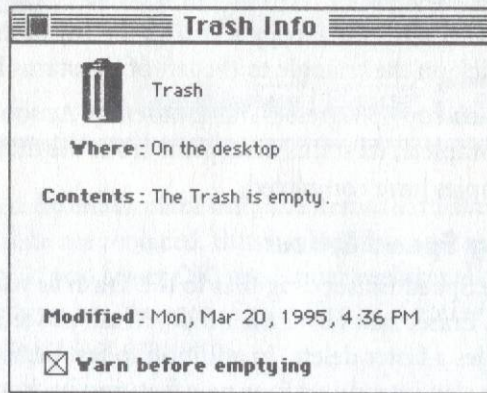 Trash Info
Trash
Where: On the desktop
Contents: The Trash is empty.
Modified: Mon, Mar 20, 1995, 4:36 PM
Warn before emptying